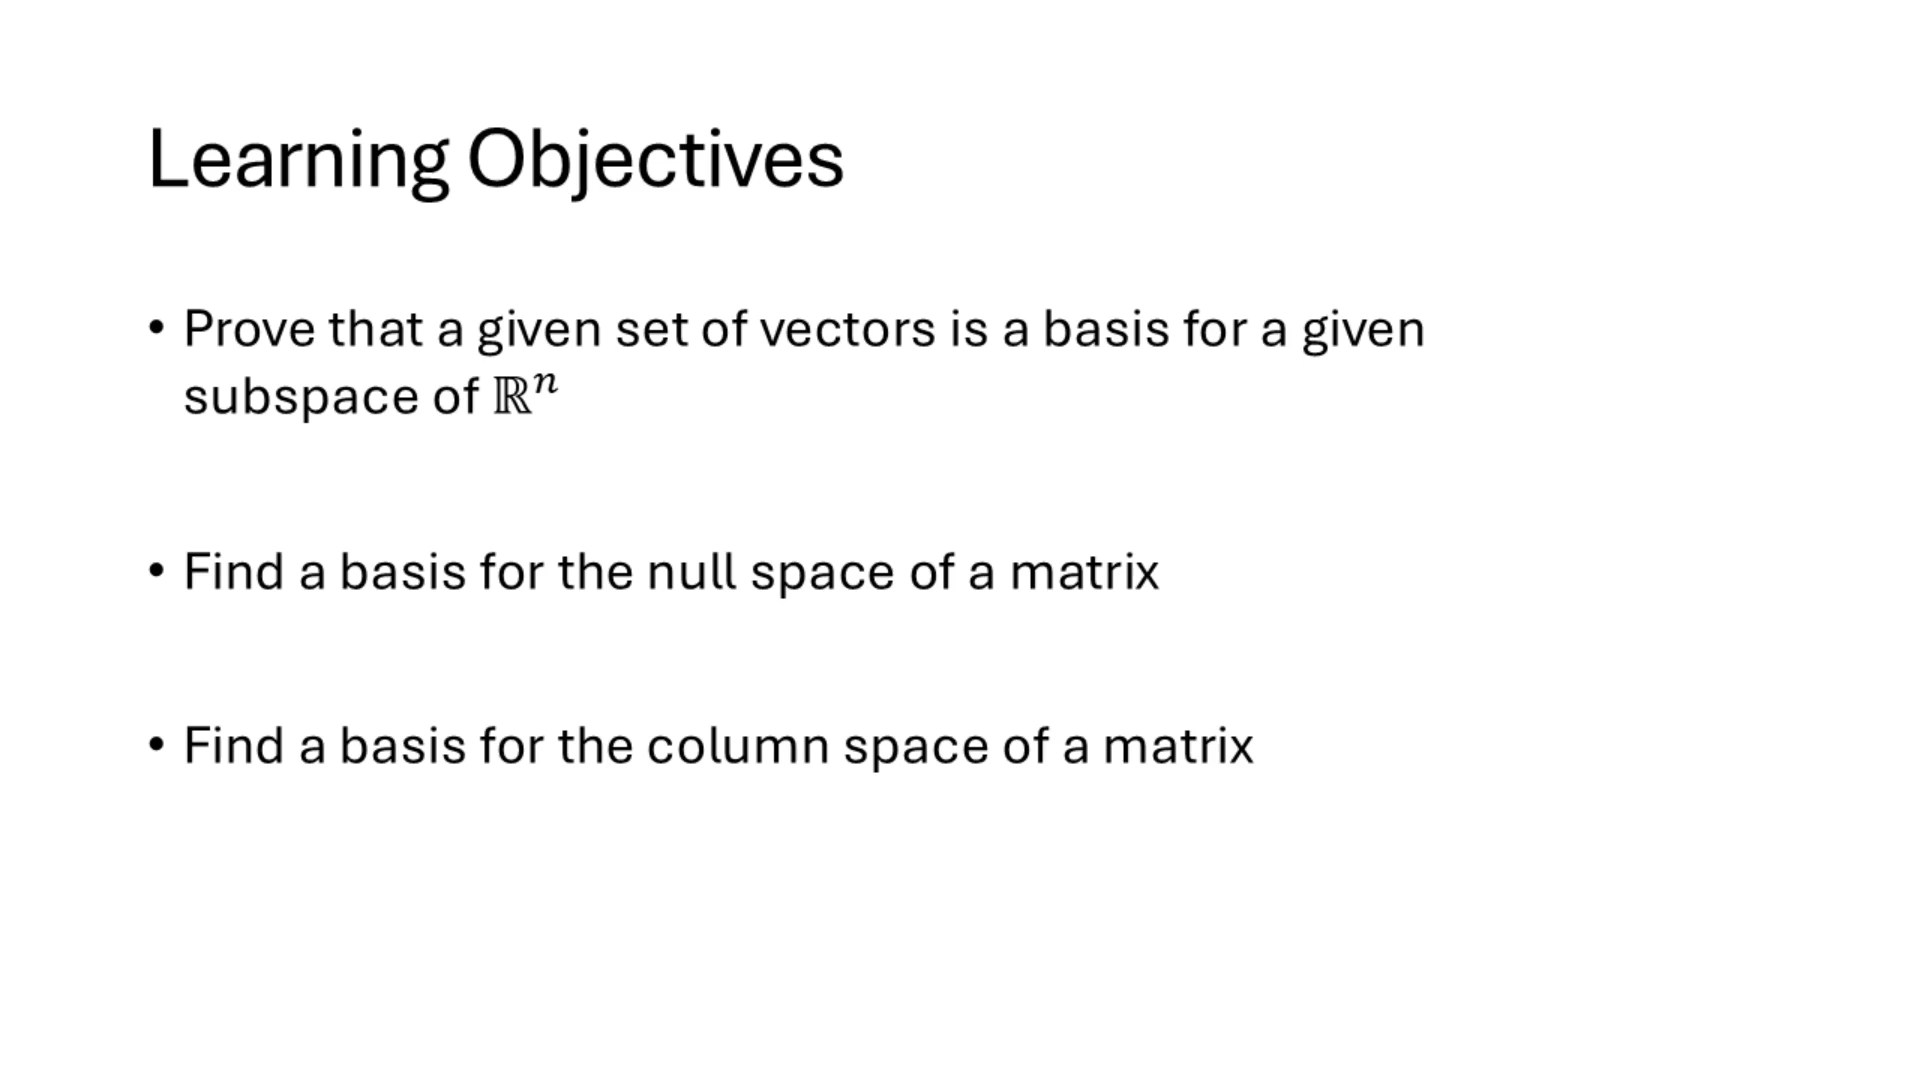 Learning Objectives
• Prove that a given set of vectors is a basis for a given
subspace of ℝⁿ
• Find a basis for the null space of a matrix
• Find a basis for the column space of a matrix